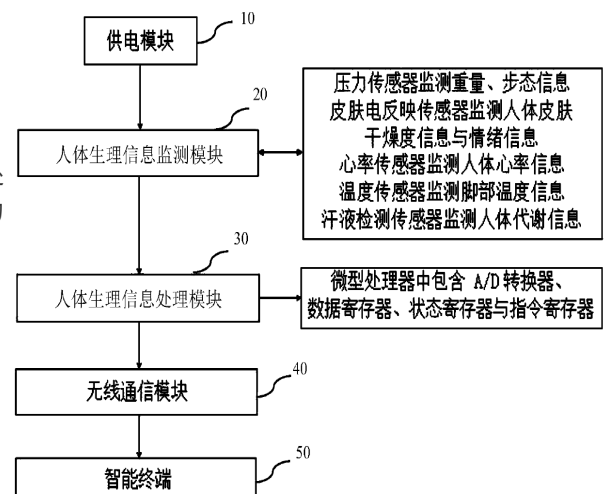 10
供电模块
20
人体生理信息监测模块
压力传感器监测重量、步态信息
皮肤电反映传感器监测人体皮肤
干燥度信息与情绪信息
心率传感器监测人体心率信息
温度传感器监测脚部温度信息
汗液检测传感器监测人体代谢信息
30
人体生理信息处理模块
微型处理器中包含 A/D 转换器、
数据寄存器、状态寄存器与指令寄存器
40
无线通信模块
50
智能终端